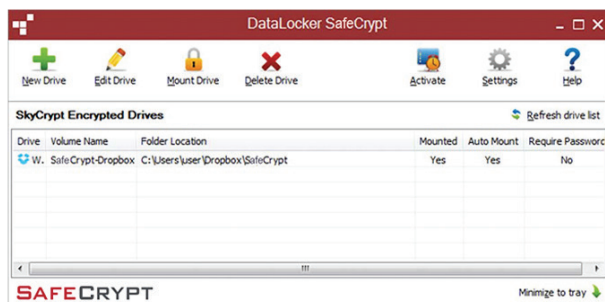 DataLocker SafeCrypt
New Drive Edit Drive Mount Drive Delete Drive Activate Settings Help
SkyCrypt Encrypted Drives Refresh drive list
Drive Volume Name Folder Location Mounted Auto Mount Require Password
W. SafeCrypt-Dropbox C:\Users\user\Dropbox\SafeCrypt Yes Yes No
SAFECRYPT Minimize to tray